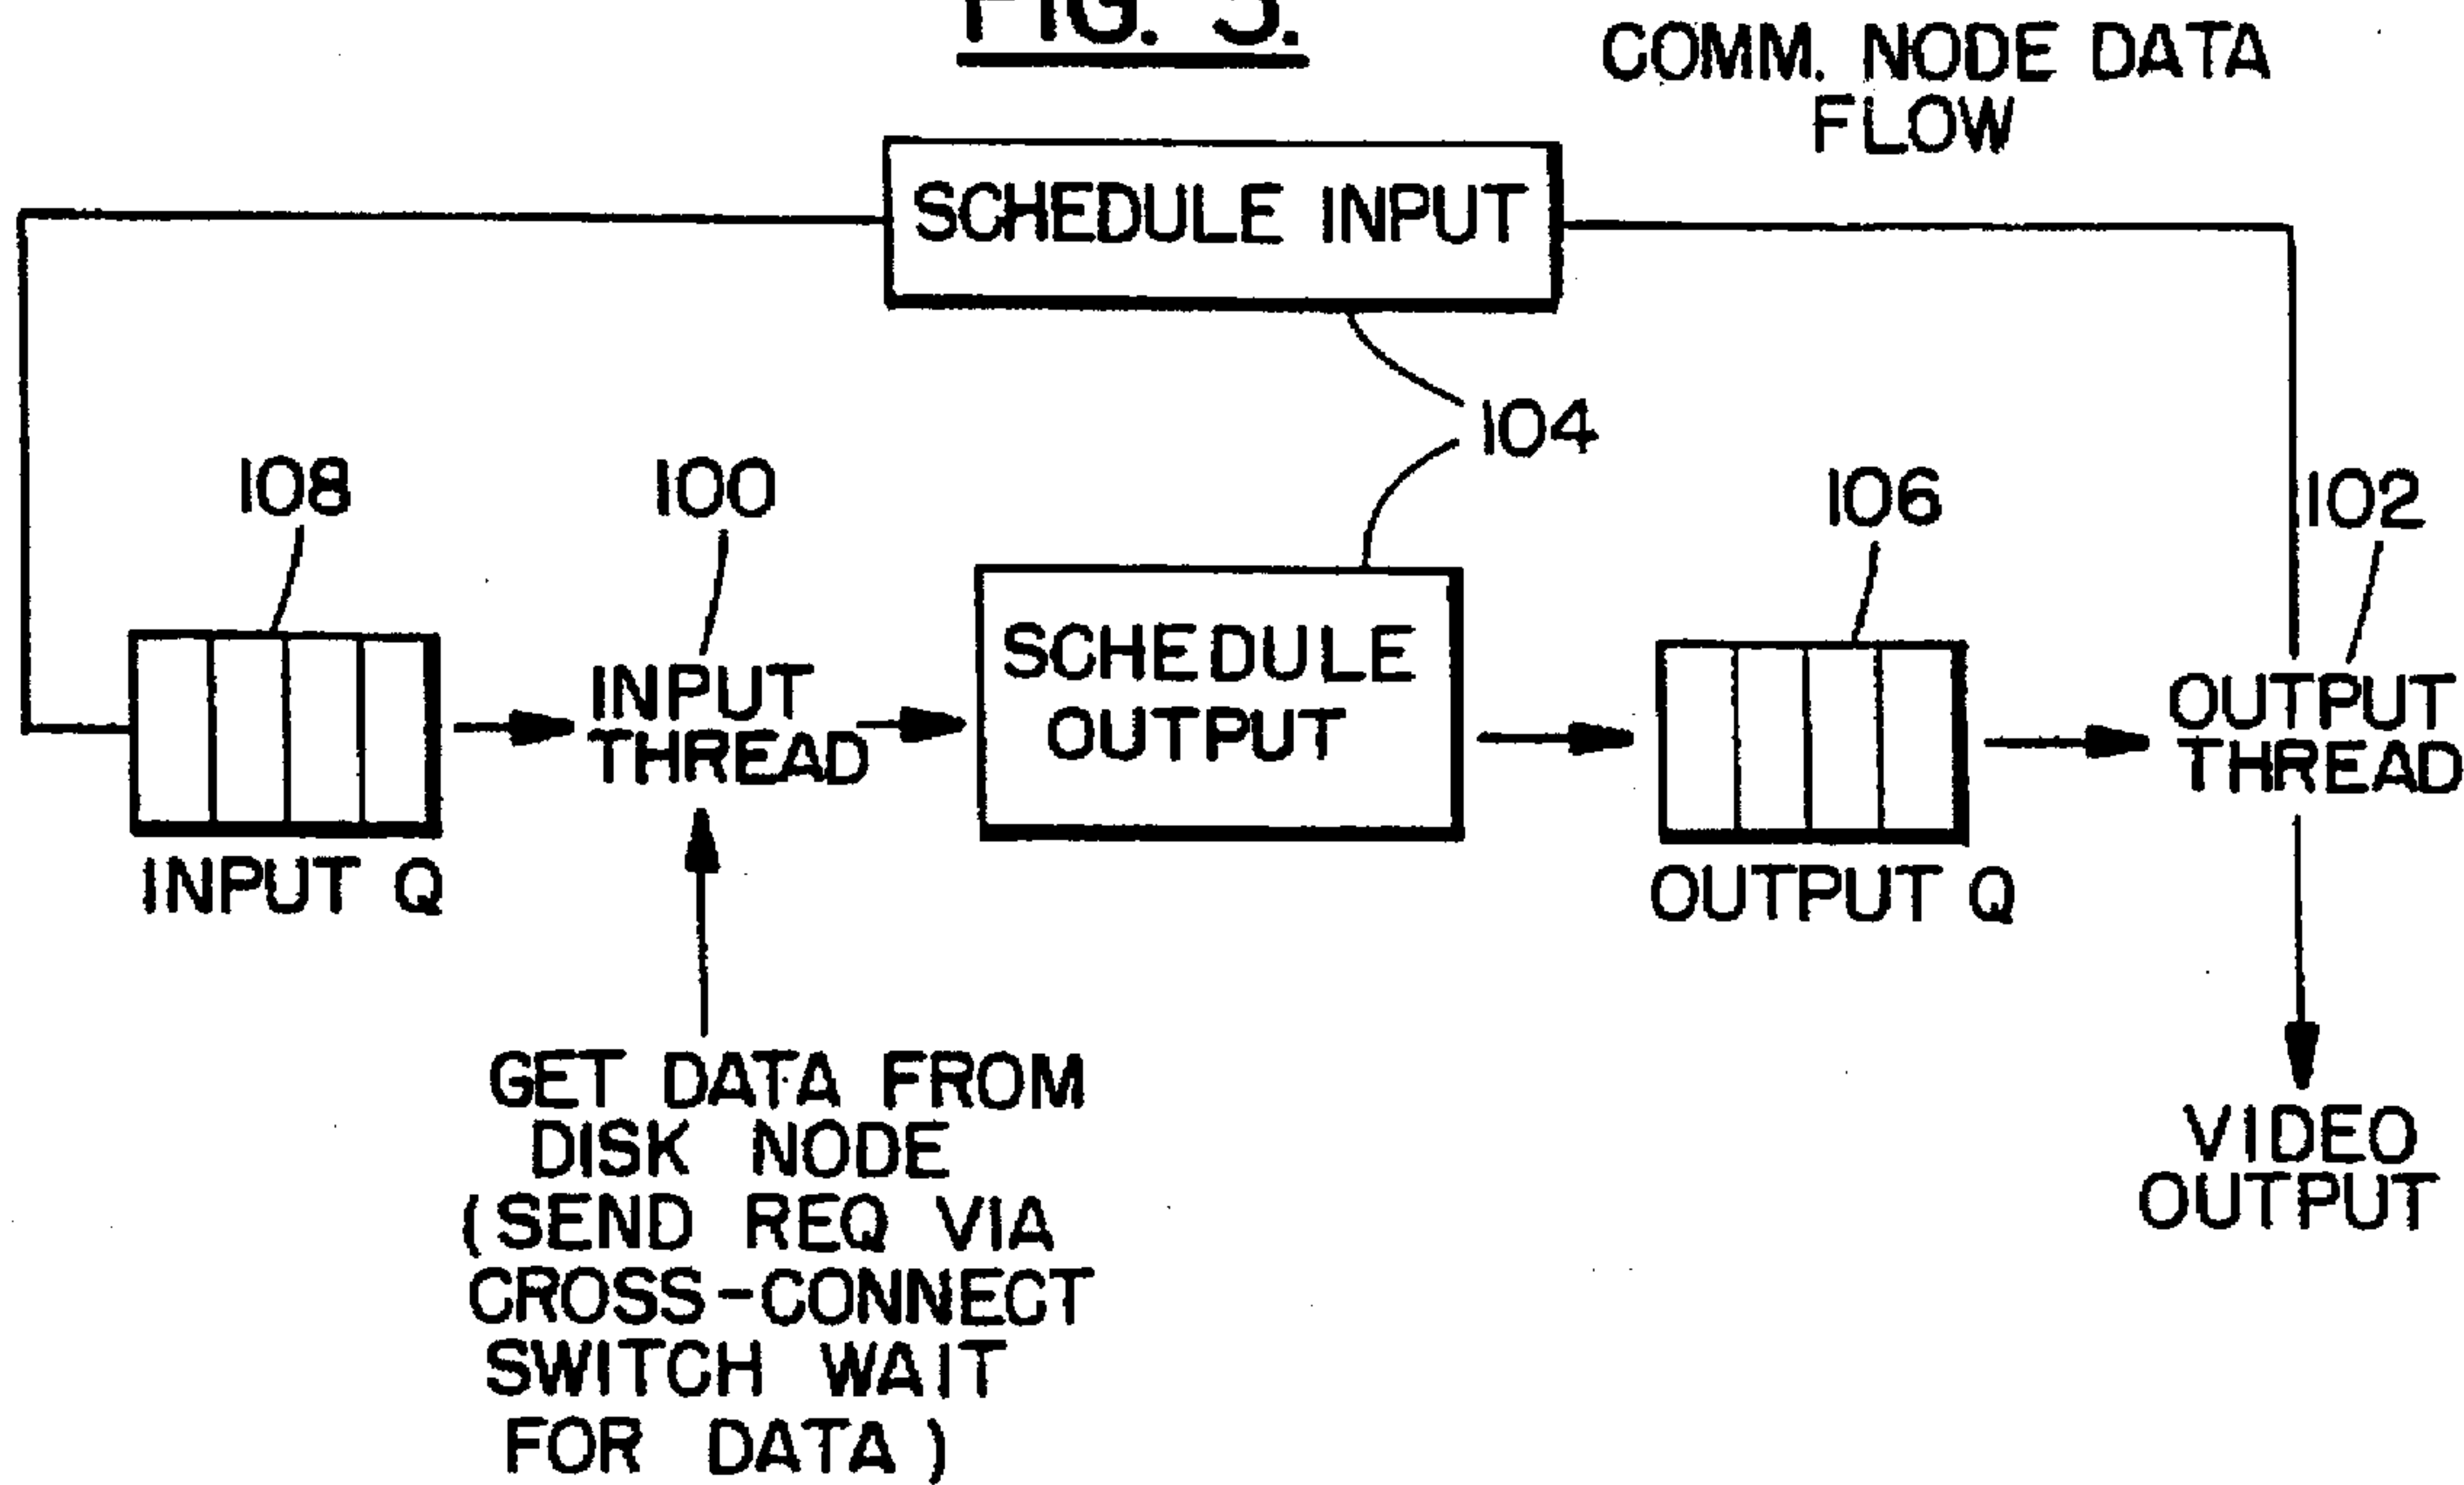 FIG. 5.
COMM. NODE DATA
FLOW
SCHEDULE INPUT
104
108
100
106
102
INPUT
THREAD
SCHEDULE
OUTPUT
OUTPUT
THREAD
INPUT Q
OUTPUT Q
GET DATA FROM
DISK NODE
(SEND REQ VIA
CROSS-CONNECT
SWITCH WAIT
FOR DATA)
VIDEO
OUTPUT